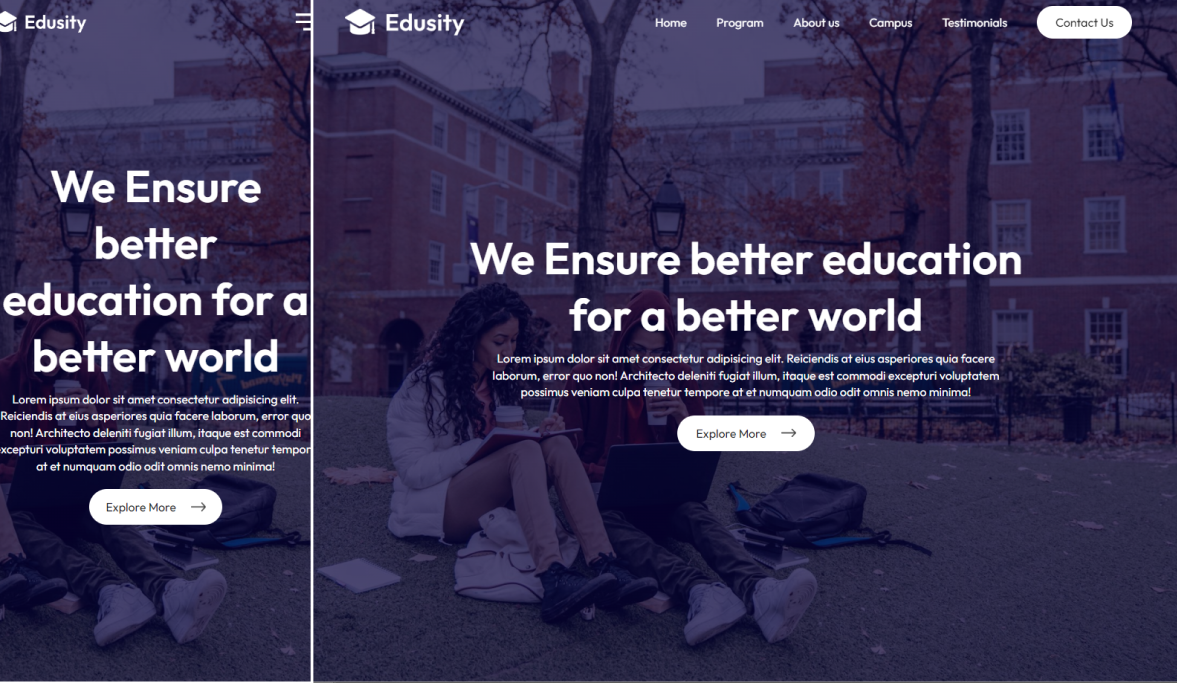 Edusity
We Ensure
better
education for a
better world
Lorem ipsum dolor sit amet consectetur adipisicing elit.
Reiciendis at eius asperiores quia facere laborum, error quo
non! Architecto deleniti fugiat illum, itaque est commodi
xcepturi voluptatem possimus veniam culpa tenetur tempor
at et numquam odio odit omnis nemo minima!
Explore More
Edusity
Home Program About us Campus Testimonials Contact Us
We Ensure better education
for a better world
Lorem ipsum dolor sit amet consectetur adipisicing elit. Reiciendis at eius asperiores quia facere
laborum, error quo non! Architecto deleniti fugiat illum, itaque est commodi excepturi voluptatem
possimus veniam culpa tenetur tempore at et numquam odio odit omnis nemo minima!
Explore More